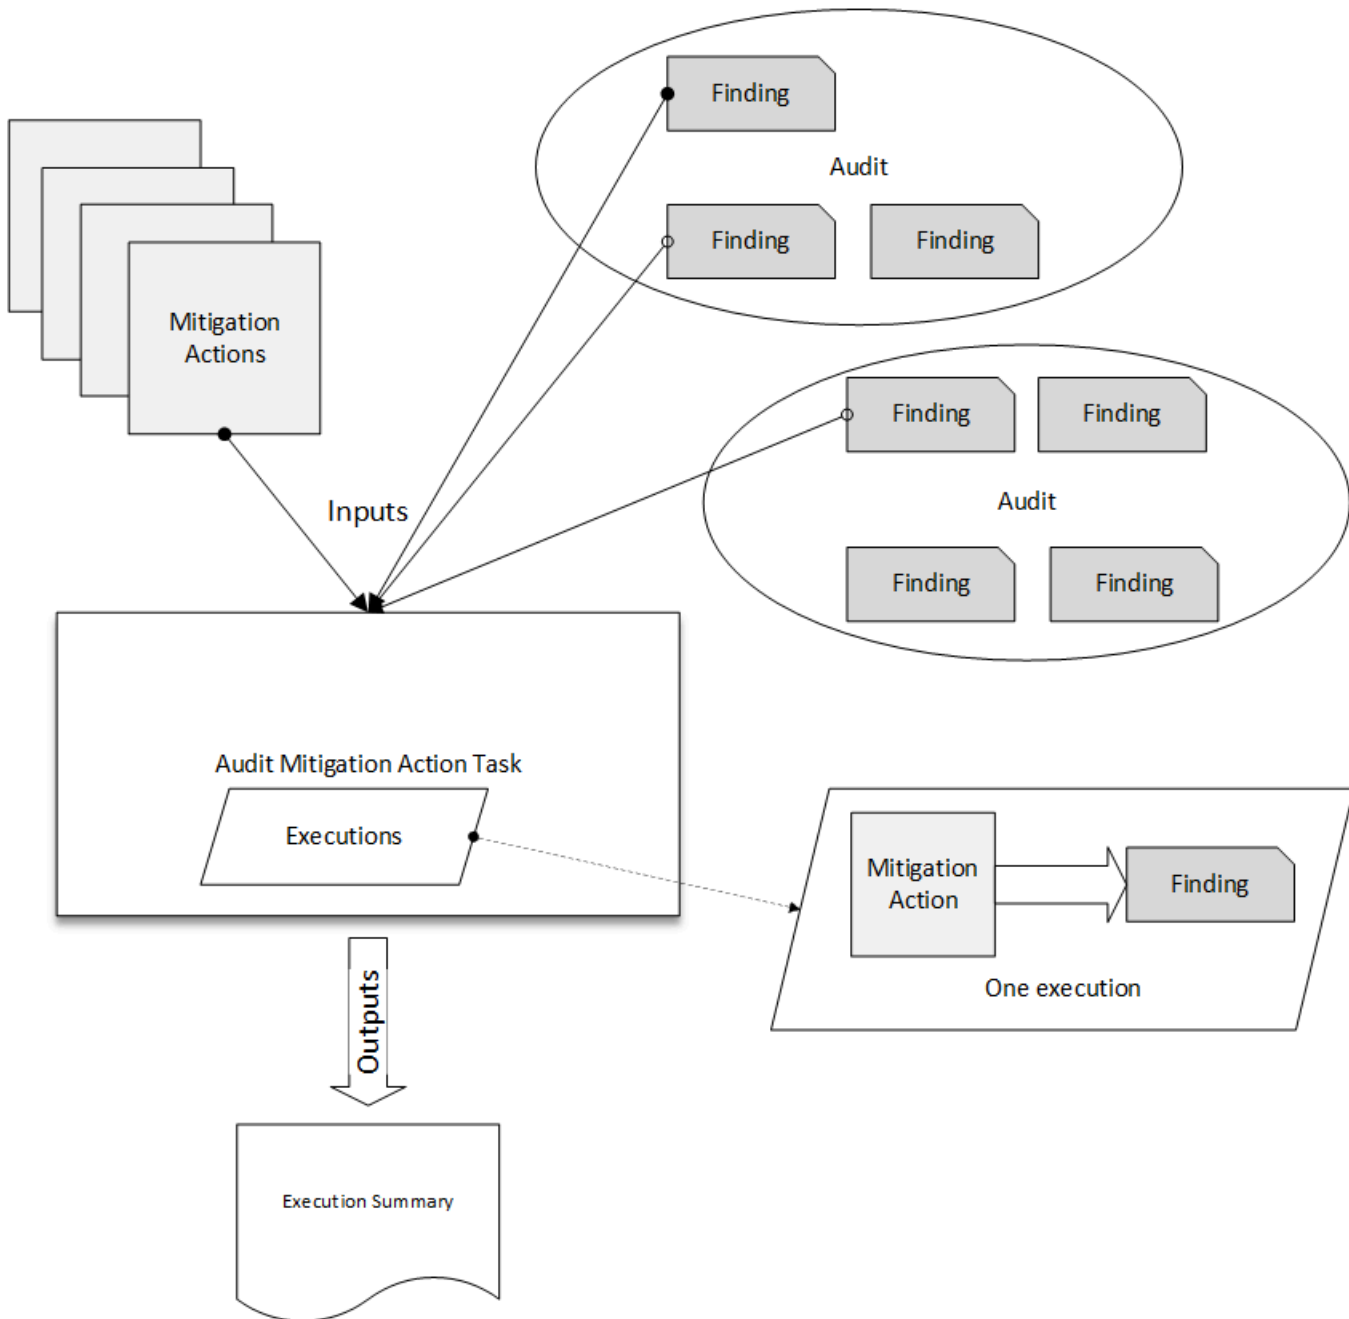 Finding
Audit
Finding
Finding
Mitigation
Actions
Finding
Finding
Audit
Inputs
Finding
Finding
Audit Mitigation Action Task
Executions
Mitigation
Action
Finding
One execution
Outputs
Execution Summary